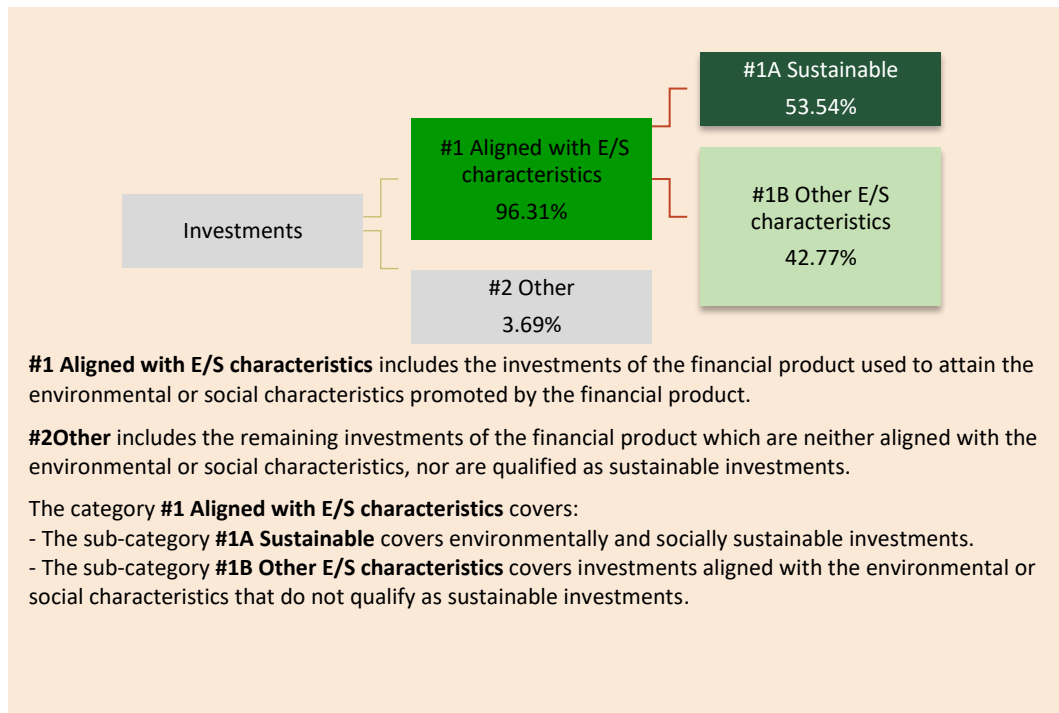 #1A Sustainable
53.54%
#1 Aligned with E/S
characteristics
96.31%
#1B Other E/S
characteristics
42.77%
Investments
#2 Other
3.69%
#1 Aligned with E/S characteristics includes the investments of the financial product used to attain the
environmental or social characteristics promoted by the financial product.
#2Other includes the remaining investments of the financial product which are neither aligned with the
environmental or social characteristics, nor are qualified as sustainable investments.
The category #1 Aligned with E/S characteristics covers:
- The sub-category #1A Sustainable covers environmentally and socially sustainable investments.
- The sub-category #1B Other E/S characteristics covers investments aligned with the environmental or
social characteristics that do not qualify as sustainable investments.